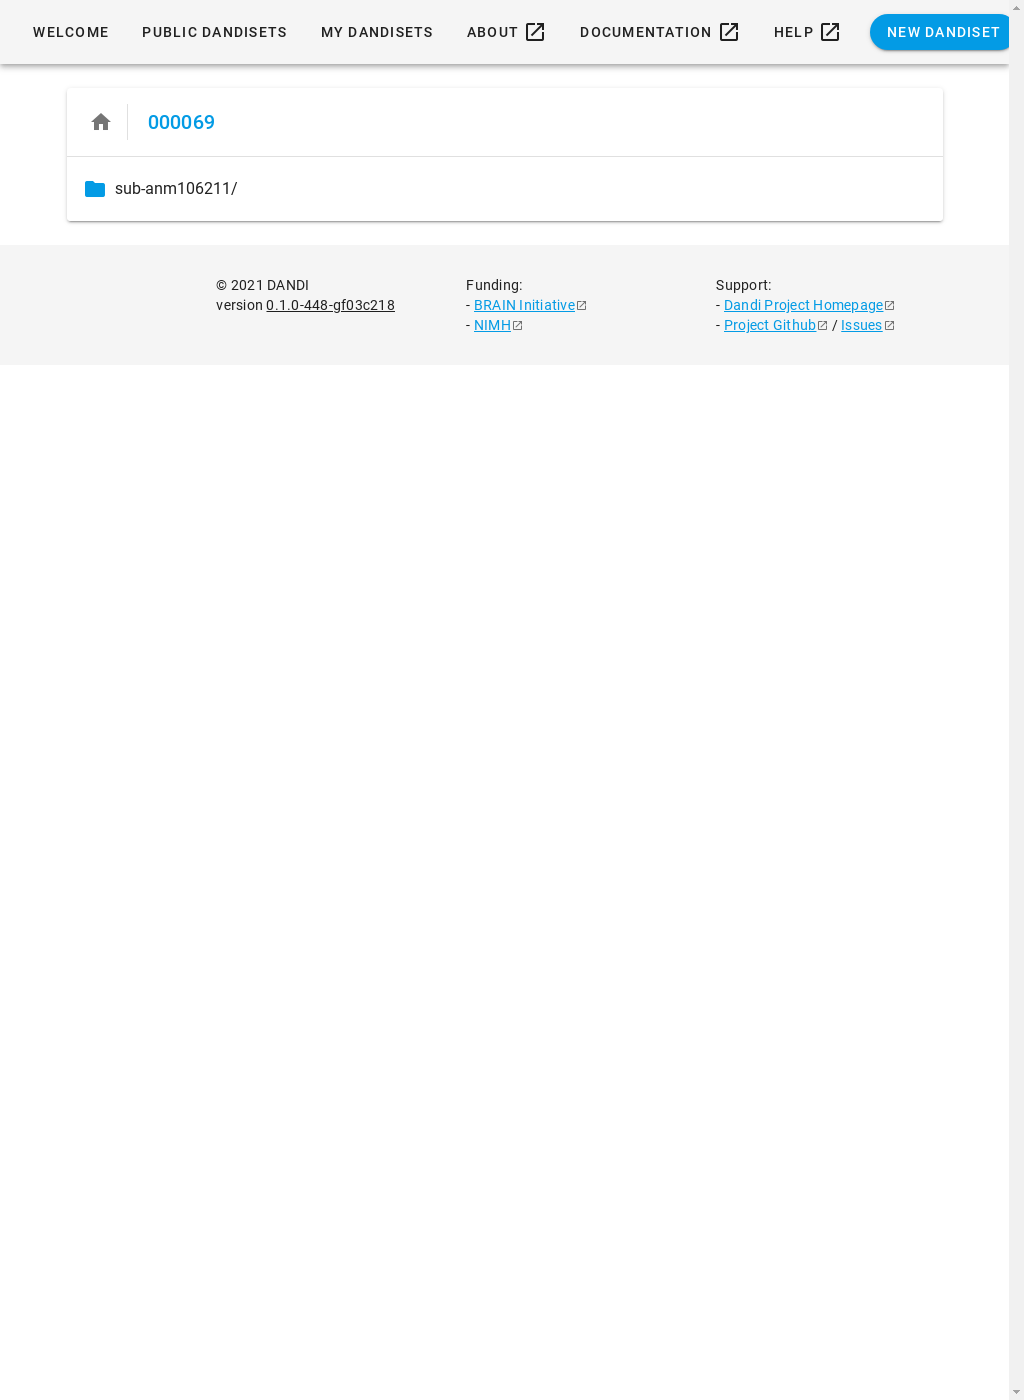 WELCOME PUBLIC DANDISETS MY DANDISETS ABOUT DOCUMENTATION HELP NEW DANDISET
000069
sub-anm106211/
© 2021 DANDI
version 0.1.0-448-gf03c218
Funding:
- BRAIN Initiative
- NIMH
Support:
- Dandi Project Homepage
- Project Github / Issues